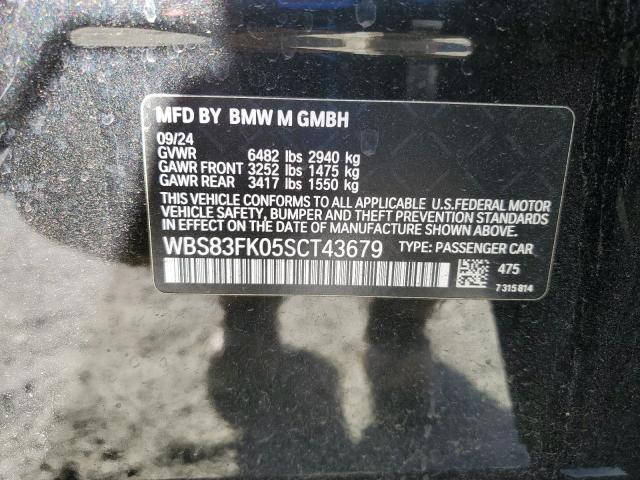 MFD BY BMW M GMBH
09/24
GVWR 6482 lbs 2940 kg
GAWR FRONT 3252 lbs 1475 kg
GAWR REAR 3417 lbs 1550 kg
THIS VEHICLE CONFORMS TO ALL APPLICABLE U.S.FEDERAL MOTOR
VEHICLE SAFETY, BUMPER AND THEFT PREVENTION STANDARDS
IN EFFECT ON THE DATE OF MANUFACTURE SHOWN ABOVE.
WBS83FK05SCT43679 TYPE: PASSENGER CAR
475
7 315 814